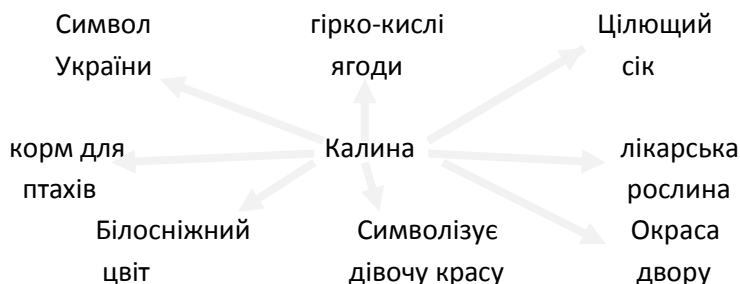 Символ гірко-кислі Цілющий
України ягоди сік
корм для Калина лікарська
птахів рослина
Білосніжний Символізує Окраса
цвіт дівочу красу двору